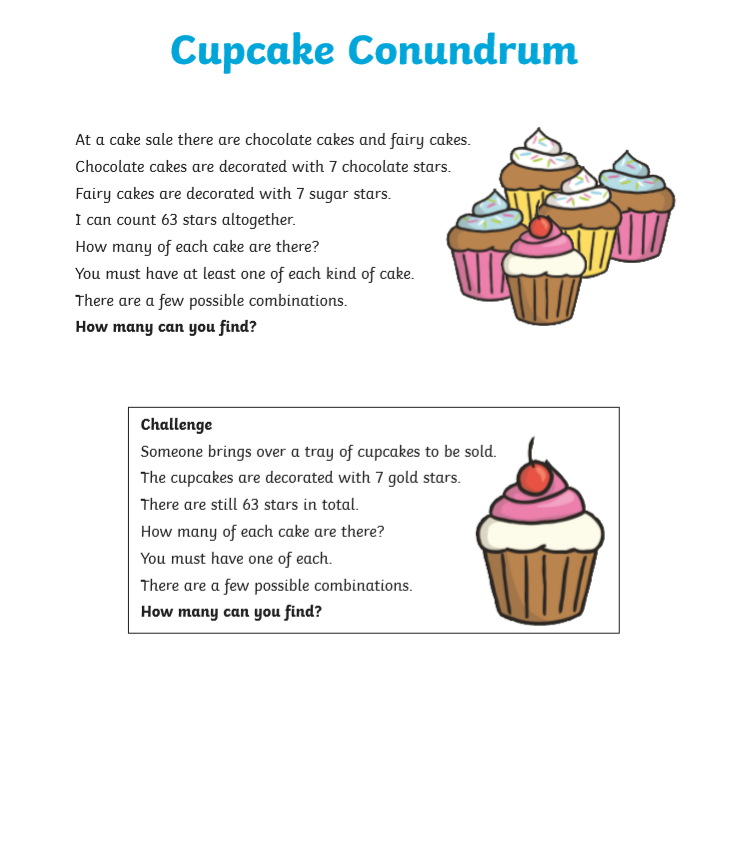 Cupcake Conundrum
At a cake sale there are chocolate cakes and fairy cakes.
Chocolate cakes are decorated with 7 chocolate stars.
Fairy cakes are decorated with 7 sugar stars.
I can count 63 stars altogether.
How many of each cake are there?
You must have at least one of each kind of cake.
There are a few possible combinations.
How many can you find?
Challenge
Someone brings over a tray of cupcakes to be sold.
The cupcakes are decorated with 7 gold stars.
There are still 63 stars in total.
How many of each cake are there?
You must have one of each.
There are a few possible combinations.
How many can you find?